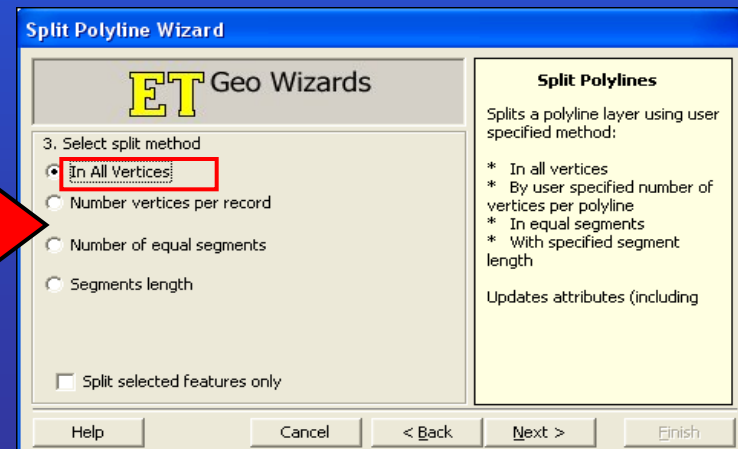 Split Polyline Wizard
ET Geo Wizards
3. Select split method
In All Vertices
Number vertices per record
Number of equal segments
Segments length
Split selected features only
Split Polylines
Splits a polyline layer using user
specified method:
* In all vertices
* By user specified number of
vertices per polyline
* In equal segments
* With specified segment
length
Updates attributes (including
Help
Cancel
< Back
Next >
Finish